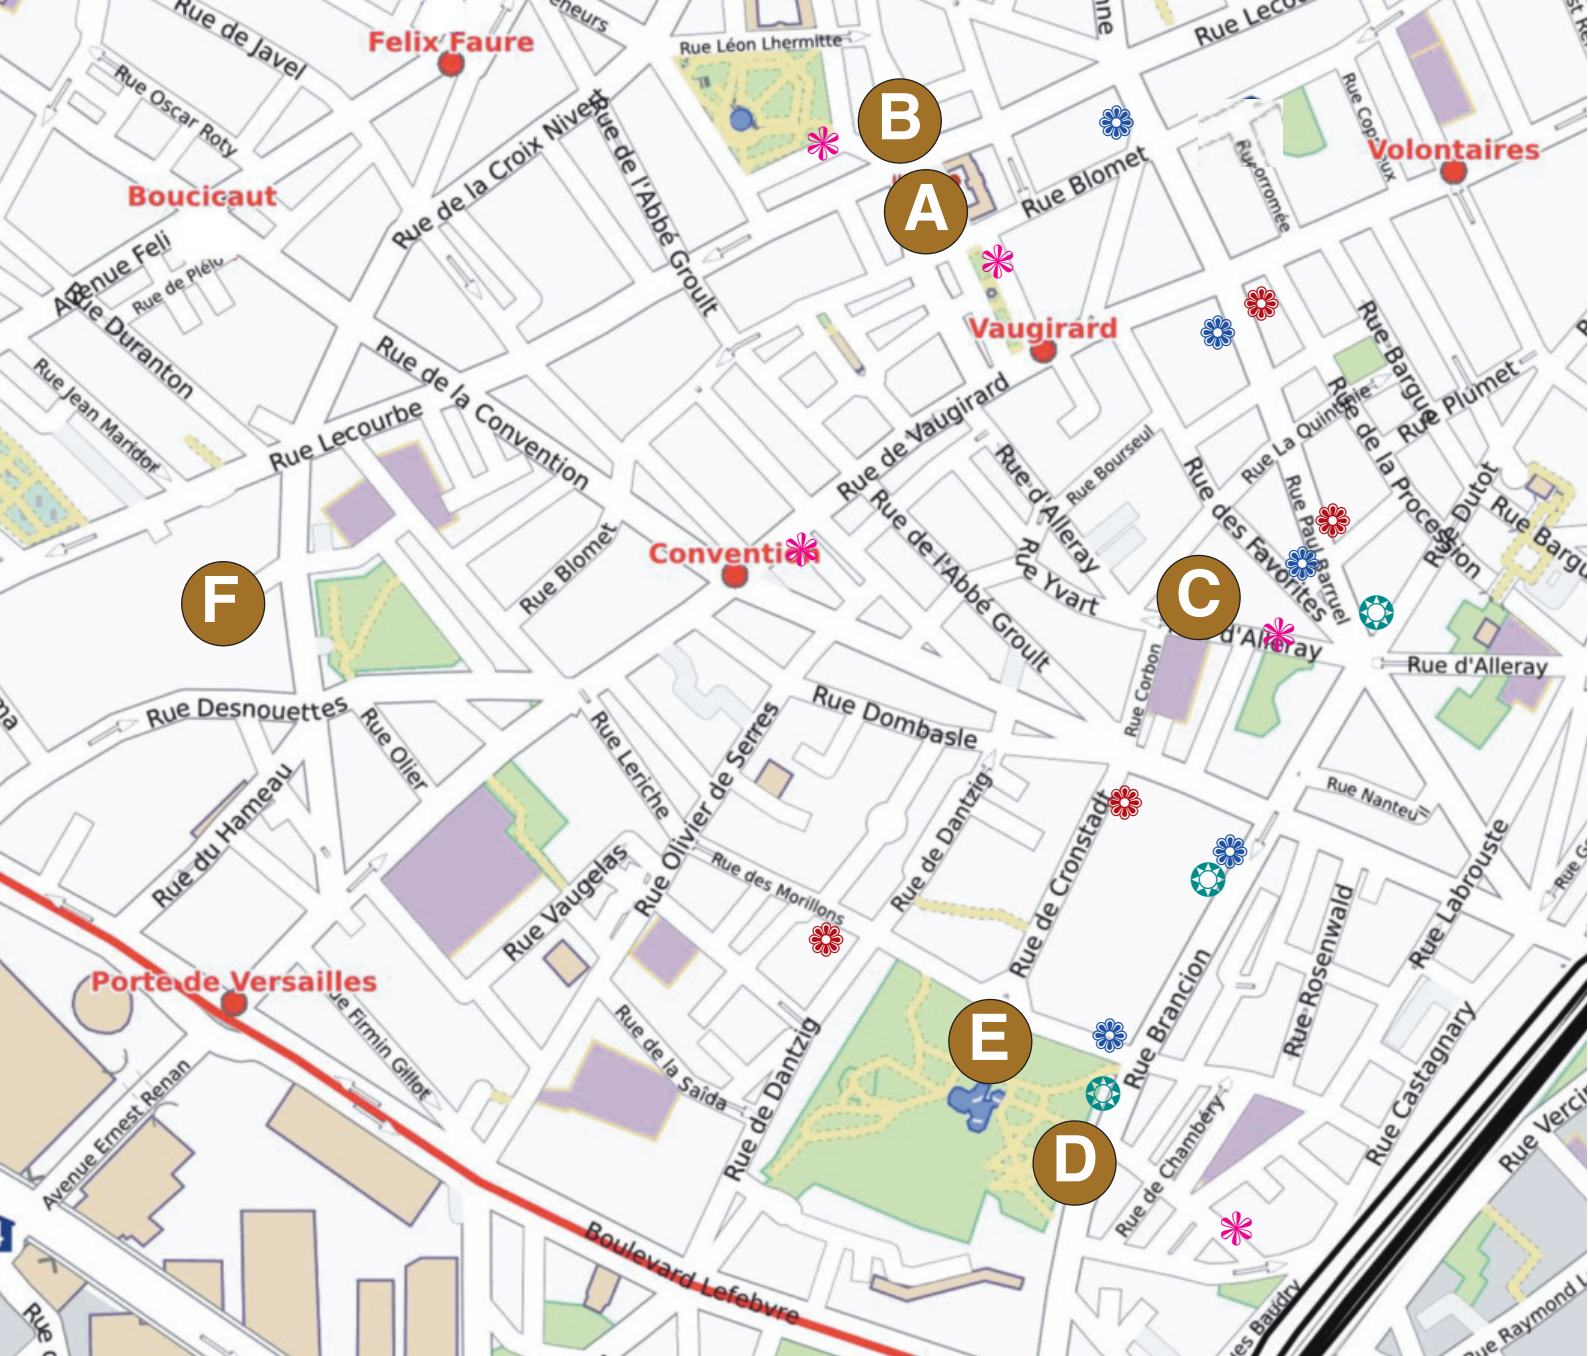 Rue de Javel
Felix Faure
Rue Léon Lhermitte
Rue Oscar Roty
Rue Blomet
Volontaires
Boucicaut
Rue de la Croix Nivert
Rue de l'Abbé Groult
B
A
Avenue Feli
Rue de Plélo
Rue Duranton
Vaugirard
Rue Bargue
Rue Jean Maridor
Rue de la Convention
Rue Lecourbe
Rue de Vaugirard
Rue La Quintinie
Rue Plumet
Rue de la Procession
Rue Bourseul
Rue d'Alleray
Rue des Favorites
Rue Paul Barruel
Rue Dutot
Convention
Rue Blomet
Rue de l'Abbé Groult
Rue Yvart
C
F
d'Alleray
Rue d'Alleray
Rue Corbon
Rue Desnouettes
Rue Olier
Rue Dombasle
Rue Leriche
Rue Olivier de Serres
Rue de Dantzig
Rue Nanteuil
Rue du Hameau
Rue de Cronstadt
Rue Vaugelas
Rue des Morillons
Rue Labrouste
Rue Rosenwald
Porte de Versailles
Rue Firmin Gillot
Rue de la Saïda
Rue de Dantzig
E
Rue Brancion
Rue Castagnary
Avenue Ernest Renan
D
Rue de Chambéry
Boulevard Lefebvre